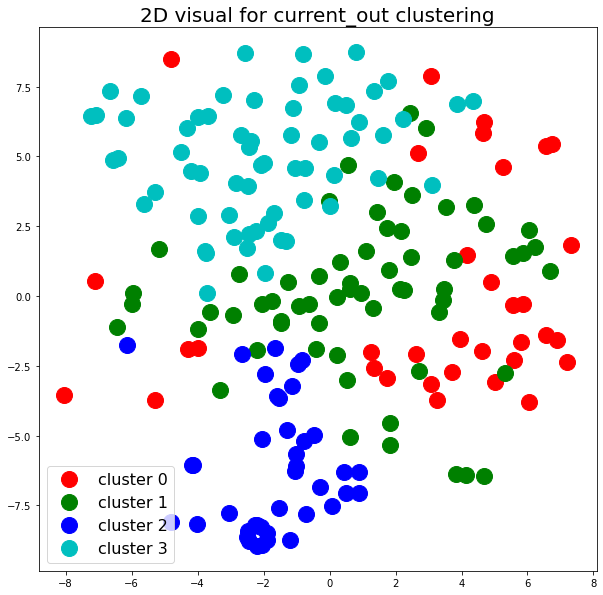 2D visual for current_out clustering
7.5
5.0
2.5
0.0
−2.5
−5.0
−7.5
cluster 0
cluster 1
cluster 2
cluster 3
−8 −6 −4 −2 0 2 4 6 8